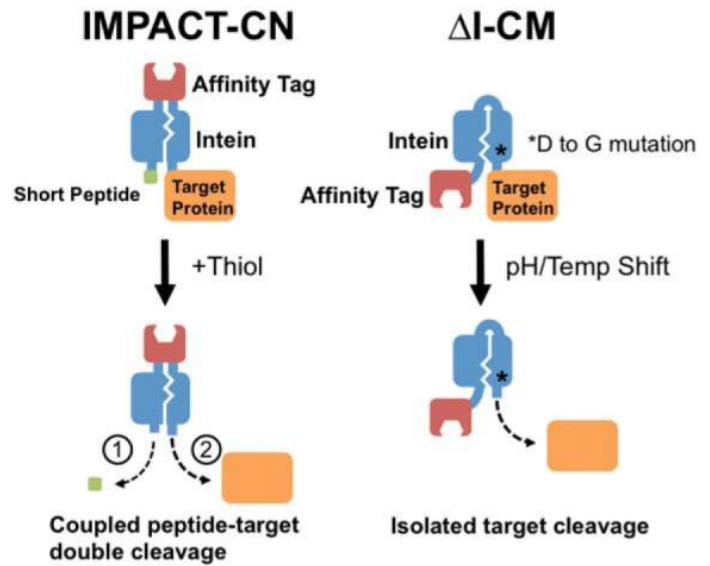 IMPACT-CN
Affinity Tag
Intein
Short Peptide
Target
Protein
+Thiol
1
2
Coupled peptide-target
double cleavage
ΔI-CM
Intein
*
*D to G mutation
Affinity Tag
Target
Protein
pH/Temp Shift
*
Isolated target cleavage